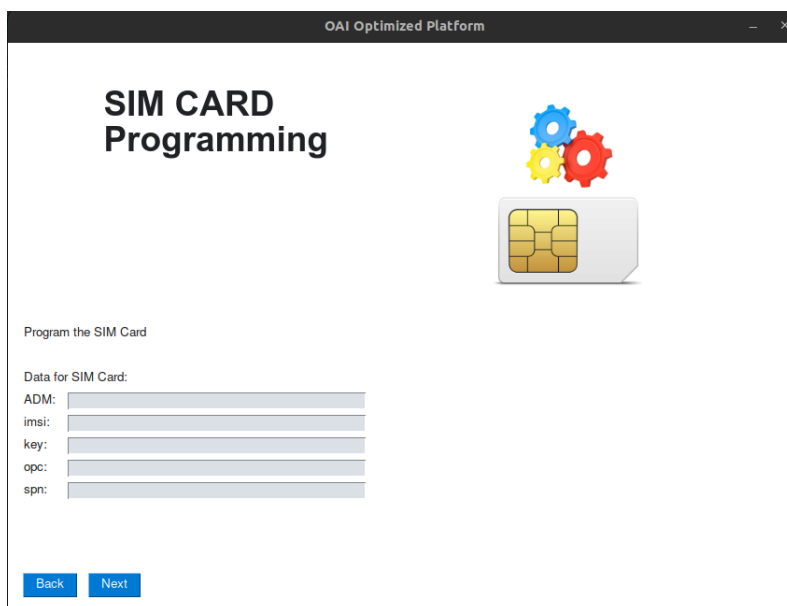 OAI Optimized Platform
SIM CARD
Programming
Program the SIM Card
Data for SIM Card:
ADM:
imsi:
key:
opc:
spn:
Back Next